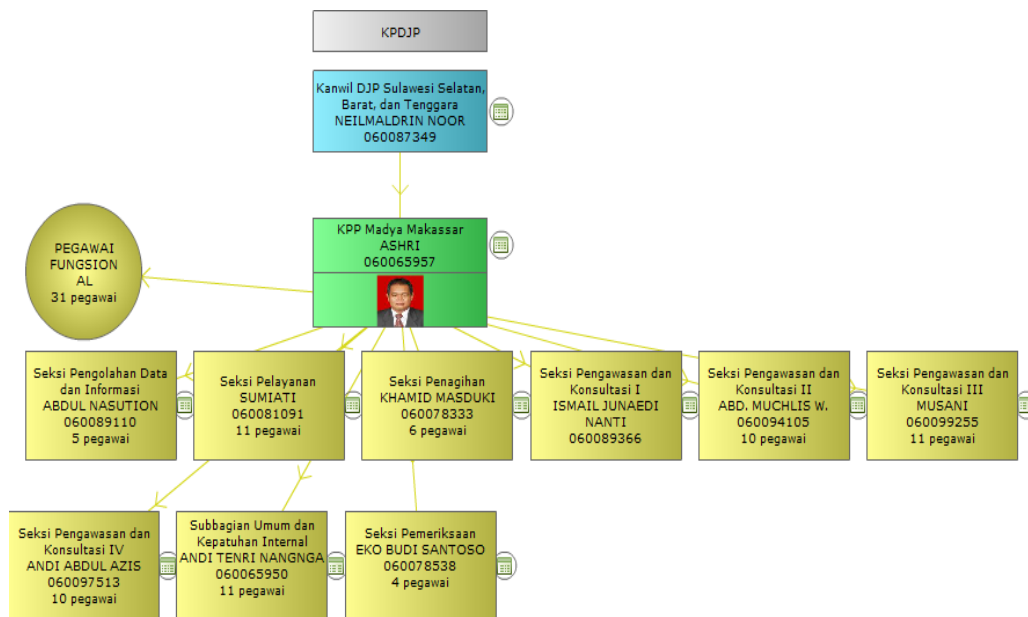 KPDJP
Kanwil DJP Sulawesi Selatan,
Barat, dan Tenggara
NEILMALDRIN NOOR
060087349
KPP Madya Makassar
ASHRI
060065957
PEGAWAI
FUNGSION
AL
31 pegawai
Seksi Pengolahan Data
dan Informasi
ABDUL NASUTION
060089110
5 pegawai
Seksi Pelayanan
SUMIATI
060081091
11 pegawai
Seksi Penagihan
KHAMID MASDUKI
060078333
6 pegawai
Seksi Pengawasan dan
Konsultasi I
ISMAIL JUNAEDI
NANTI
060089366
Seksi Pengawasan dan
Konsultasi II
ABD. MUCHLIS W.
060094105
10 pegawai
Seksi Pengawasan dan
Konsultasi III
MUSANI
060099255
11 pegawai
Seksi Pengawasan dan
Konsultasi IV
ANDI ABDUL AZIS
060097513
10 pegawai
Subbagian Umum dan
Kepatuhan Internal
ANDI TENRI NANGNGA
060065950
11 pegawai
Seksi Pemeriksaan
EKO BUDI SANTOSO
060078538
4 pegawai